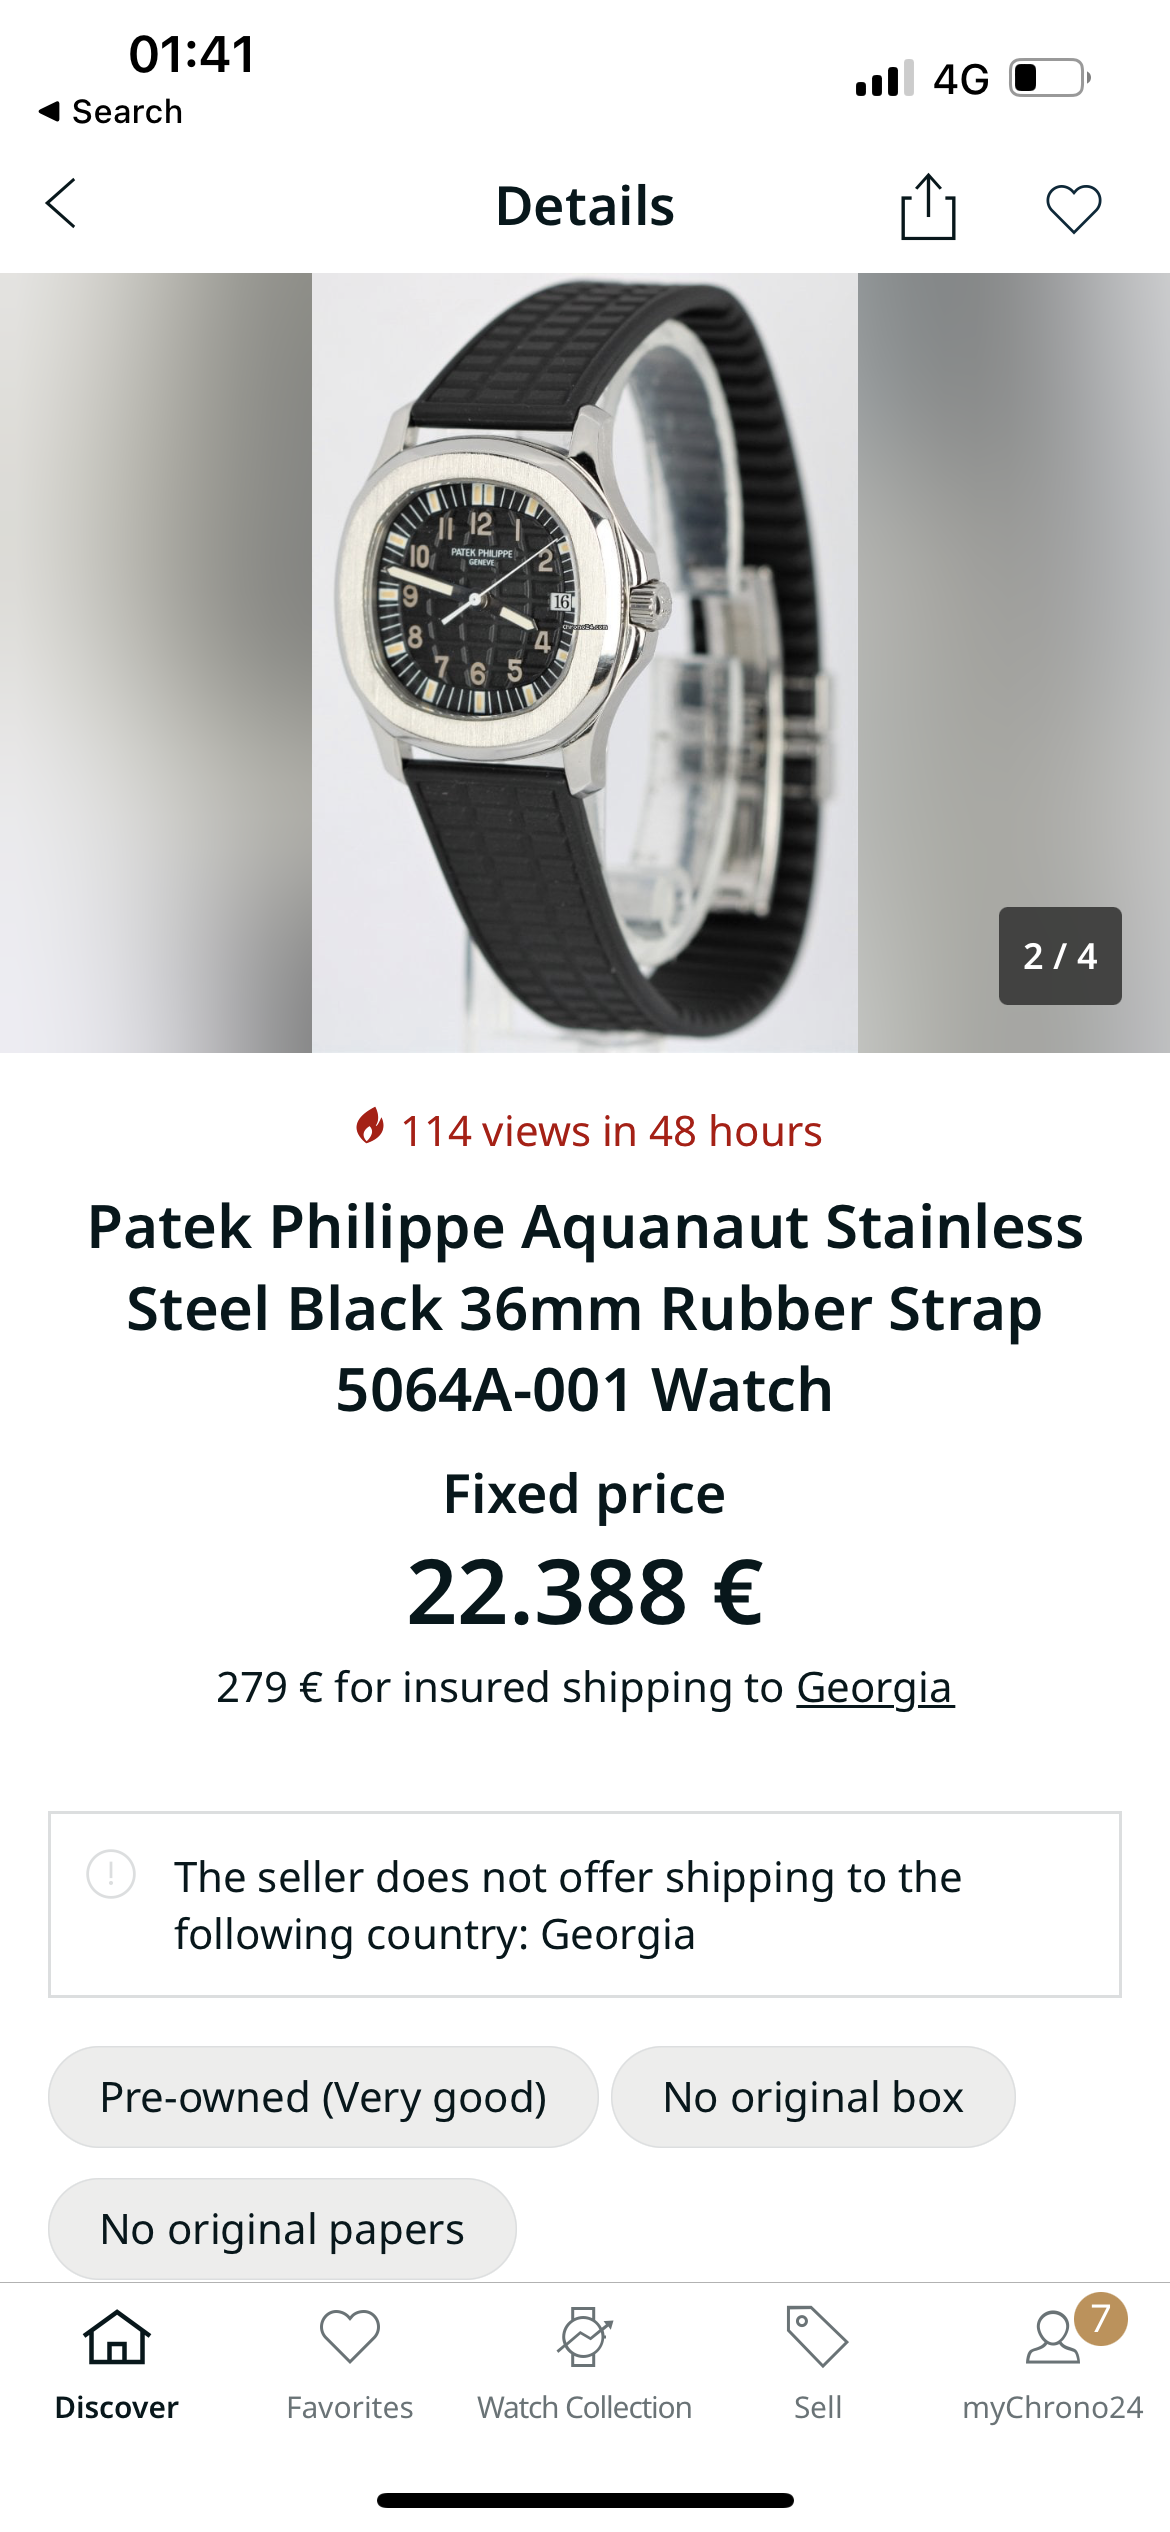 01:41
4G
Search
Details
12
11
1
10
2
PATEK PHILIPPE
GENEVE
9
16
Chrono24.com
8
4
7
5
6
2 / 4
114 views in 48 hours
Patek Philippe Aquanaut Stainless
Steel Black 36mm Rubber Strap
5064A-001 Watch
Fixed price
22.388 €
279 € for insured shipping to Georgia
The seller does not offer shipping to the
following country: Georgia
Pre-owned (Very good)
No original box
No original papers
7
Discover
Favorites
Watch Collection
Sell
myChrono24